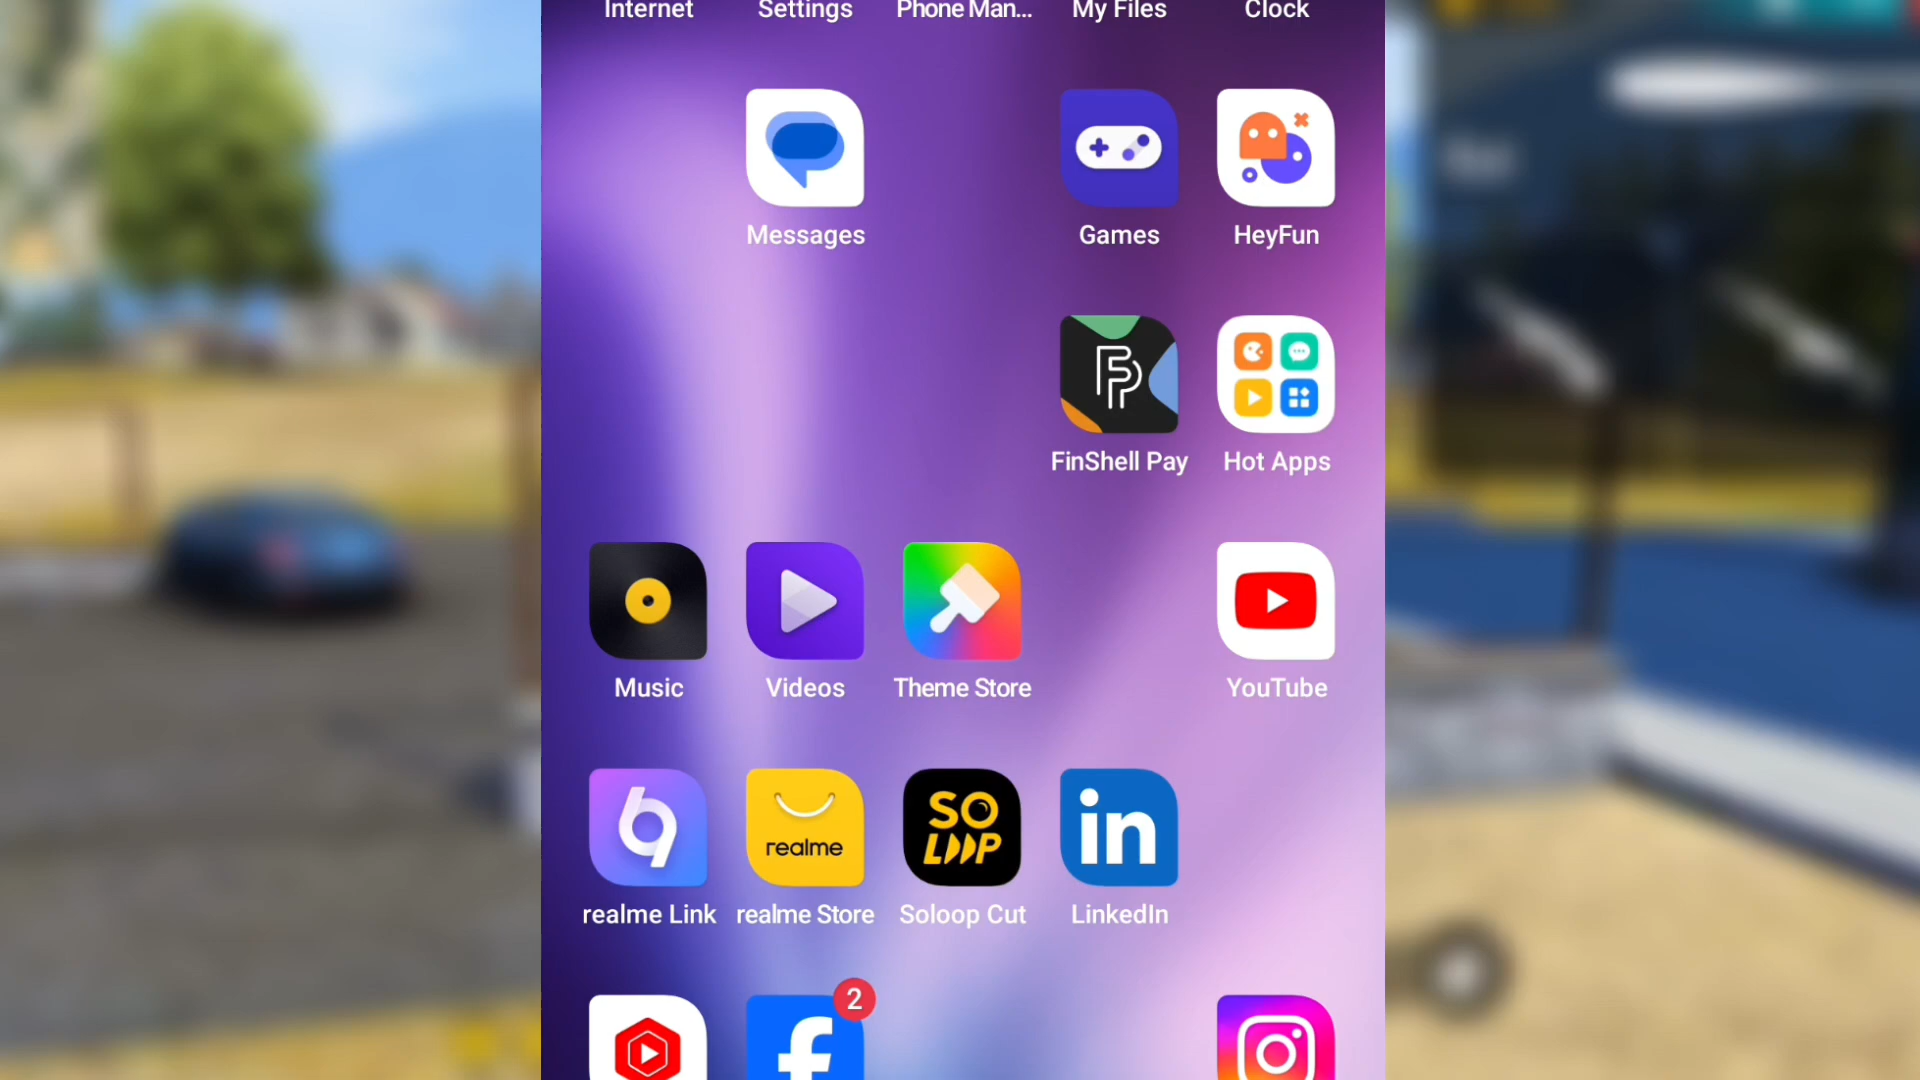 Internet Settings Phone Man... My Files Clock
Messages Games HeyFun
FinShell Pay Hot Apps
Music Videos Theme Store YouTube
realme
SO
LOOP
in
realme Link realme Store Soloop Cut LinkedIn
2